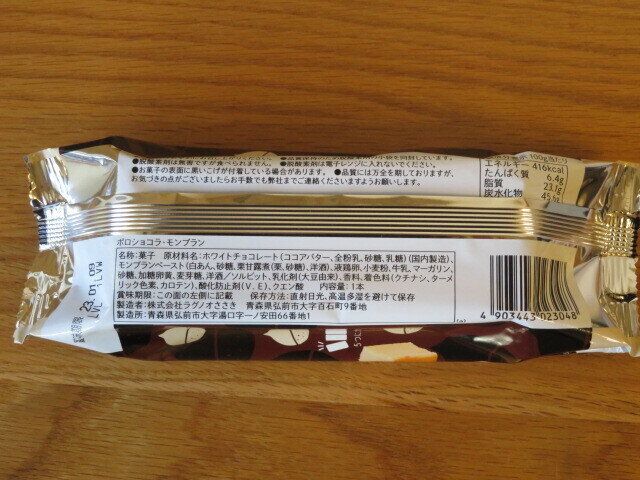 ●脱酸素剤は無害ですが食べられません。 ●脱酸素剤は電子レンジに入れないでください。
●お菓子の表面に黒いこげが付着している場合があります。 ●品質には万全を期しておりますが、
お気づきの点がございましたらお手数でも弊社までご連絡くださいますようお願いします。
100g当たり
エネルギー 416kcal
たんぱく質 6.4g
脂質 23.1g
炭水化物
ポロショコラ・モンブラン
名称:菓子 原材料名:ホワイトチョコレート(ココアバター、全粉乳、砂糖、乳糖)(国内製造)、
モンブランペースト(白あん、砂糖、栗甘露煮(栗、砂糖)、洋酒)、液鶏卵、小麦粉、牛乳、マーガリン、
砂糖、加糖卵黄、麦芽糖、洋酒/ソルビット、乳化剤(大豆由来)、香料、着色料(クチナシ、ターメ
リック色素、カロテン)、酸化防止剤(V.E)、クエン酸 内容量:1本
賞味期限:この面の左側に記載 保存方法:直射日光、高温多湿を避けて保存
製造者:株式会社ラグノオささき 青森県弘前市大字百石町9番地
製造所:青森県弘前市大字湯口字一ノ安田66番地1
23.01.09
4903443023048